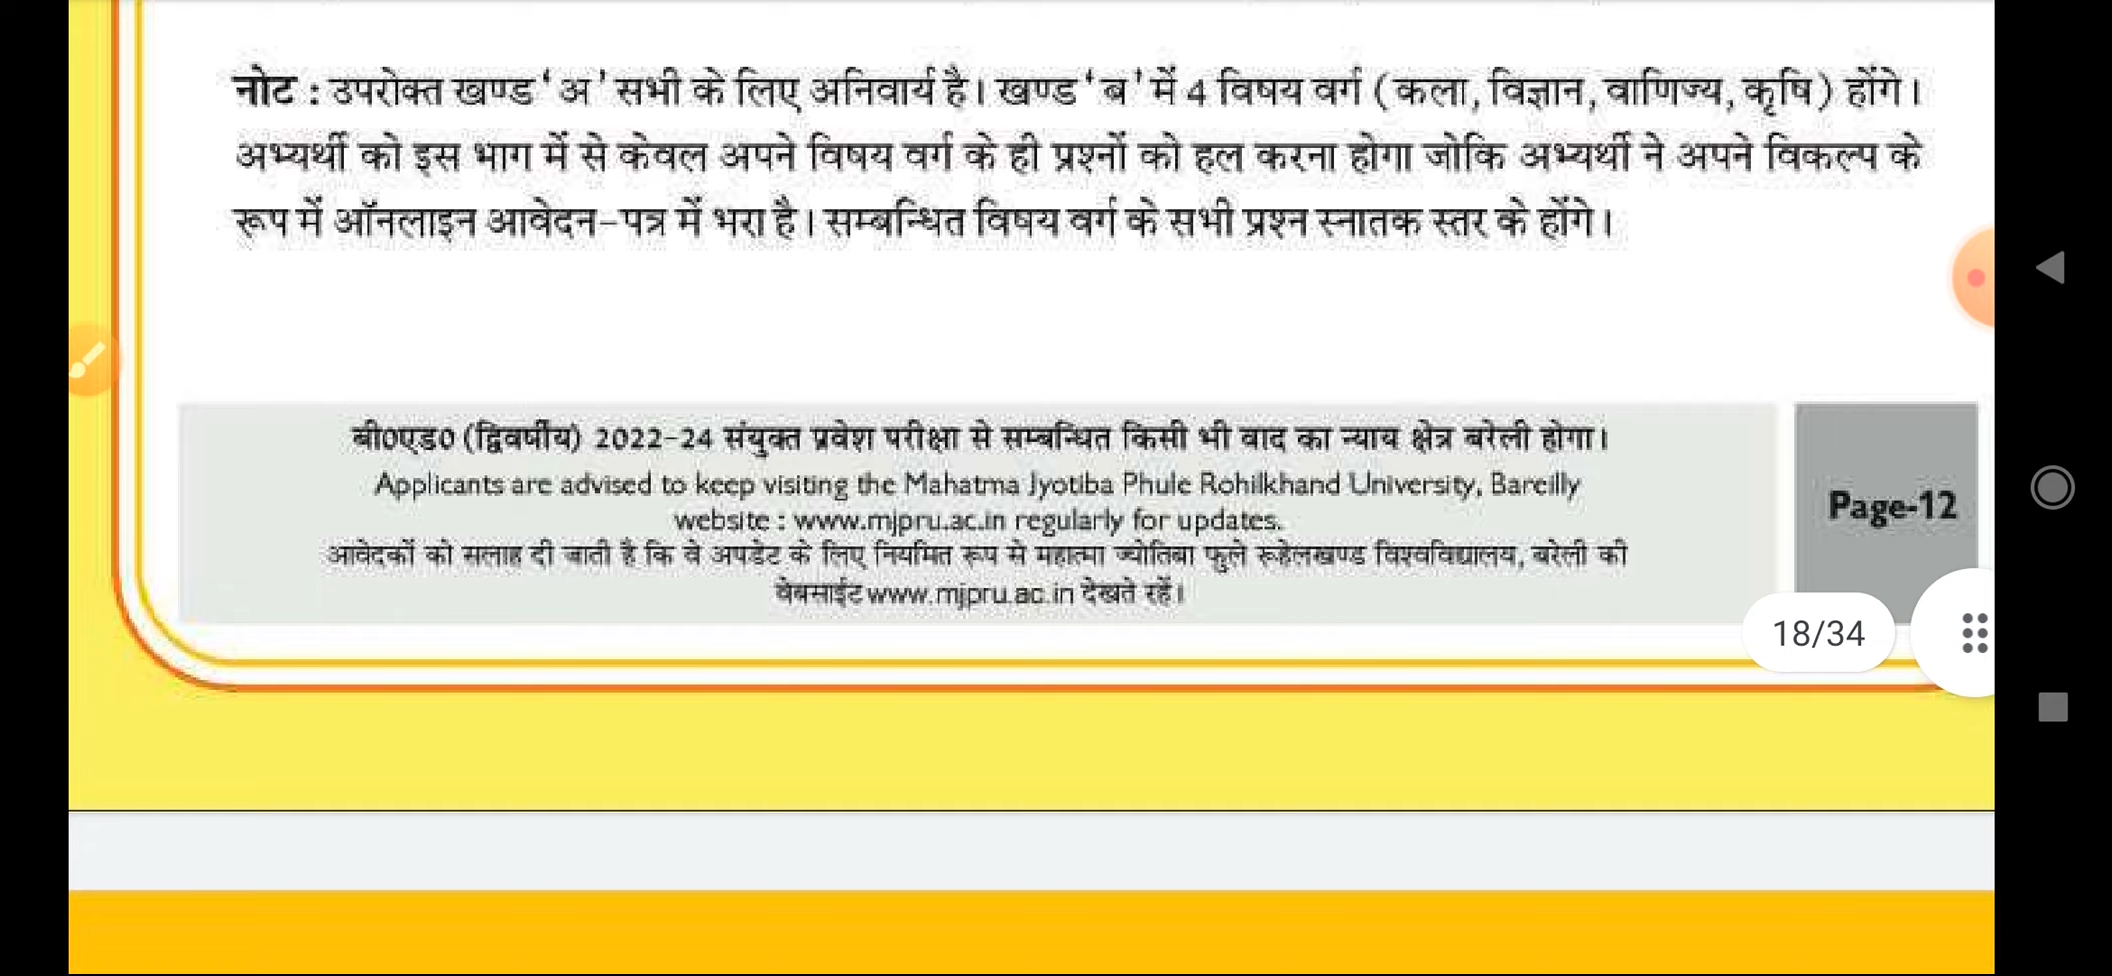 नोट : उपरोक्त खण्ड ‘अ’ सभी के लिए अनिवार्य है। खण्ड ‘ब’ में 4 विषय वर्ग (कला, विज्ञान, वाणिज्य, कृषि) होंगे।
अभ्यर्थी को इस भाग में से केवल अपने विषय वर्ग के ही प्रश्नों को हल करना होगा जोकि अभ्यर्थी ने अपने विकल्प के
रूप में ऑनलाइन आवेदन-पत्र में भरा है। सम्बन्धित विषय वर्ग के सभी प्रश्न स्नातक स्तर के होंगे।
बी०एड० (द्विवर्षीय) 2022-24 संयुक्त प्रवेश परीक्षा से सम्बन्धित किसी भी वाद का न्याय क्षेत्र बरेली होगा।
Applicants are advised to keep visiting the Mahatma Jyotiba Phule Rohilkhand University, Bareilly
website : www.mjpru.ac.in regularly for updates.
आवेदकों को सलाह दी जाती है कि वे अपडेट के लिए नियमित रूप से महात्मा ज्योतिबा फुले रूहेलखण्ड विश्वविद्यालय, बरेली की
वेबसाईट www.mjpru.ac.in देखते रहें।
Page-12
18/34